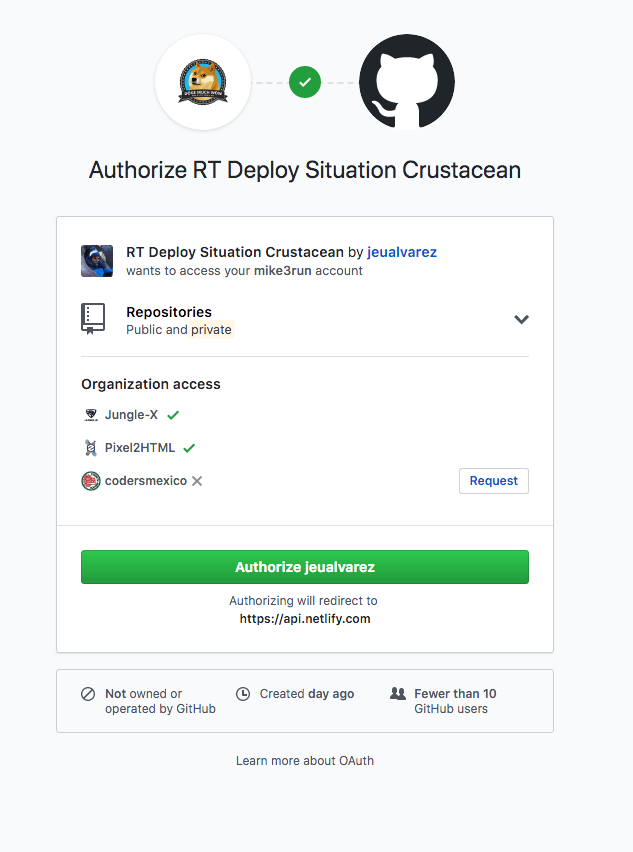 DOGE MUCH WOW
Authorize RT Deploy Situation Crustacean
RT Deploy Situation Crustacean by jeualvarez
wants to access your mike3run account
Repositories
Public and private
Organization access
Jungle-X
Pixel2HTML
codersmexico
Request
Authorize jeualvarez
Authorizing will redirect to
https://api.netlify.com
Not owned or
operated by GitHub
Created day ago
Fewer than 10
GitHub users
Learn more about OAuth